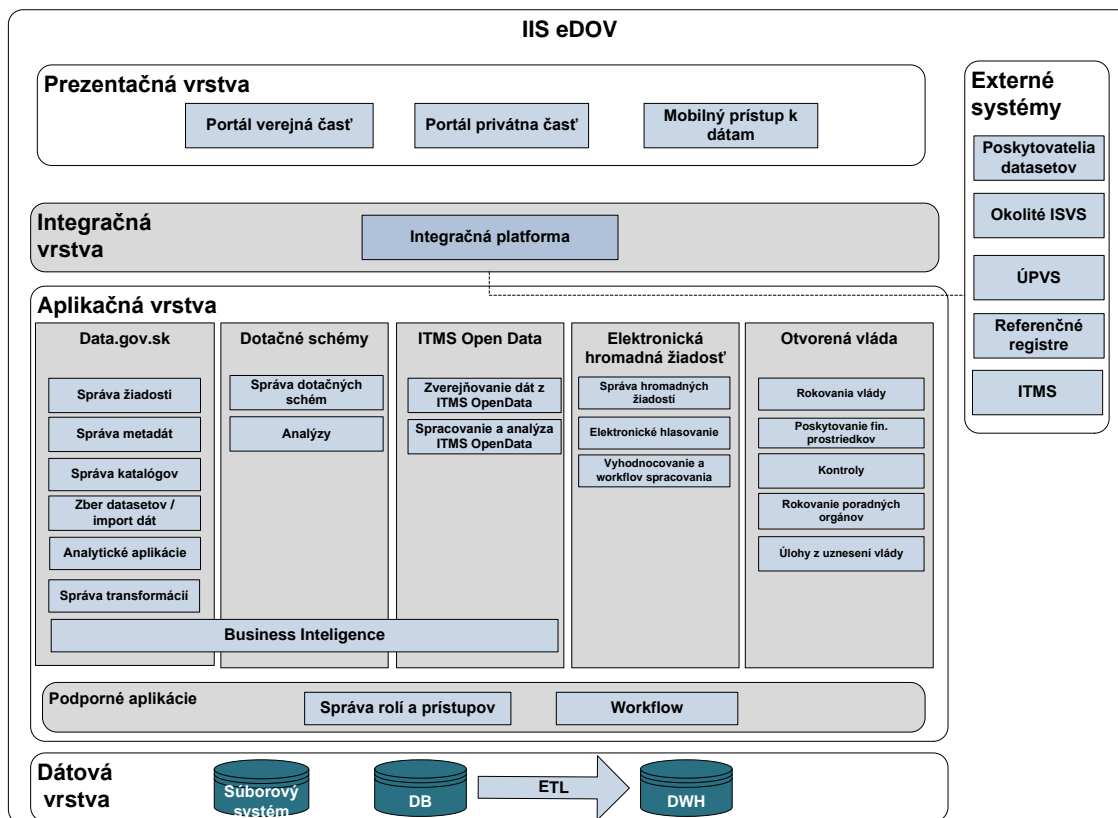 IIS eDOV
Prezentačná vrstva
Portál verejná časť
Portál privátna časť
Mobilný prístup k
dátam
Externé
systémy
Poskytovatelia
datasetov
Okolité ISVS
ÚPVS
Referenčné
registre
ITMS
Integračná
vrstva
Integračná platforma
Aplikačná vrstva
Data.gov.sk
Správa žiadosti
Správa metadát
Správa katalógov
Zber datasetov /
import dát
Analytické aplikácie
Správa transformácií
Dotačné schémy
Správa dotačných
schém
Analýzy
ITMS Open Data
Zverejňovanie dát z
ITMS OpenData
Spracovanie a analýza
ITMS OpenData
Elektronická
hromadná žiadosť
Správa hromadných
žiadostí
Elektronické hlasovanie
Vyhodnocovanie a
workflov spracovania
Otvorená vláda
Rokovania vlády
Poskytovanie fin.
prostriedkov
Kontroly
Rokovanie poradných
orgánov
Úlohy z uznesení vlády
Business Inteligence
Podporné aplikácie
Správa rolí a prístupov
Workflow
Dátová
vrstva
Súborový
systém
DB
ETL
DWH